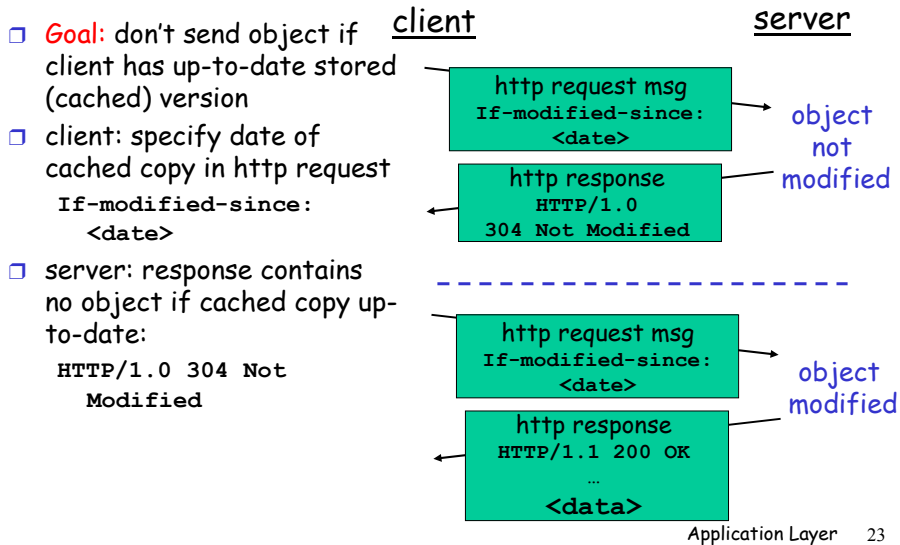 Goal: don't send object if
client has up-to-date stored
(cached) version
client: specify date of
cached copy in http request
If-modified-since:
<date>
server: response contains
no object if cached copy up-
to-date:
HTTP/1.0 304 Not
Modified
client
server
http request msg
If-modified-since:
<date>
object
not
modified
http response
HTTP/1.0
304 Not Modified
http request msg
If-modified-since:
<date>
object
modified
http response
HTTP/1.1 200 OK
…
<data>
Application Layer 23